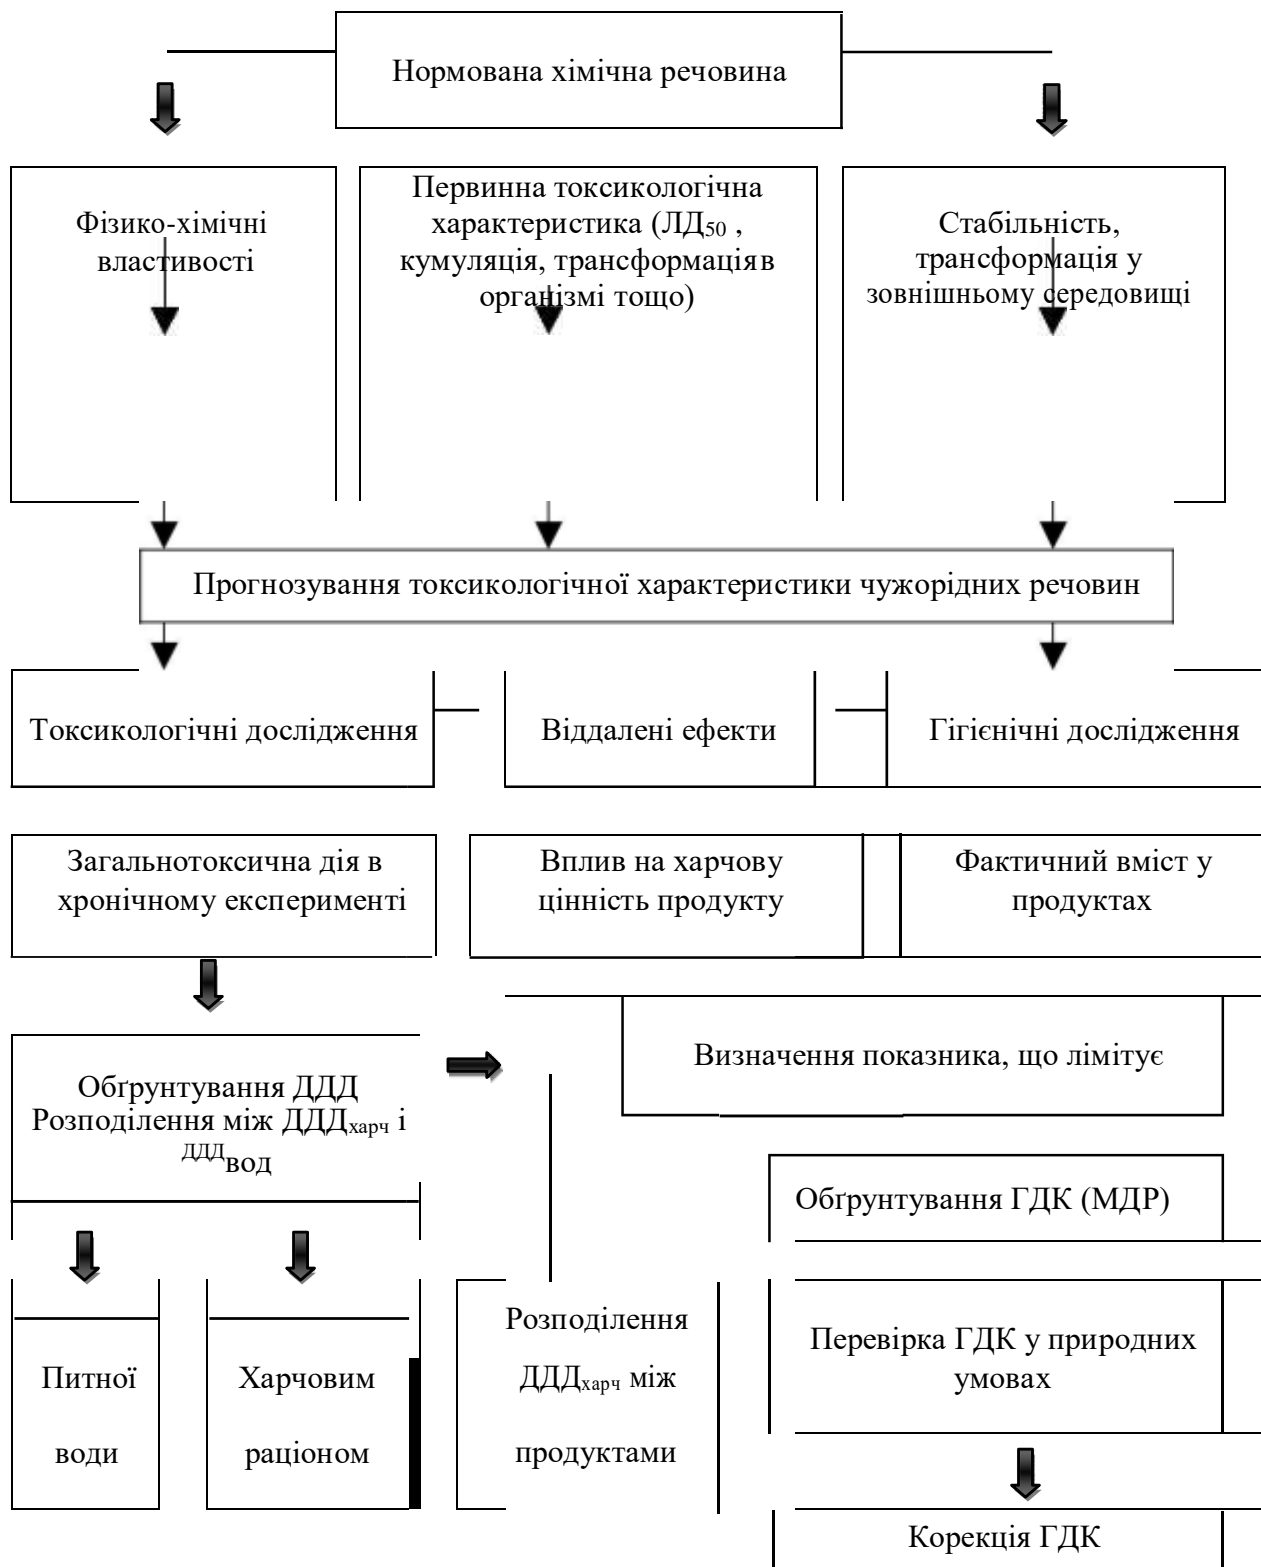 Нормована хімічна речовина
Фізико-хімічні
властивості
Первинна токсикологічна
характеристика (ЛД50 ,
кумуляція, трансформація в
організмі тощо)
Стабільність,
трансформація у
зовнішньому середовищі
Прогнозування токсикологічної характеристики чужорідних речовин
Токсикологічні дослідження
Віддалені ефекти
Гігієнічні дослідження
Загальнотоксична дія в
хронічному експерименті
Вплив на харчову
цінність продукту
Фактичний вміст у
продуктах
Обґрунтування ДДД
Розподілення між ДДДхарч і
ДДДвод
Визначення показника, що лімітує
Обґрунтування ГДК (МДР)
Питної
води
Харчовим
раціоном
Розподілення
ДДДхарч між
продуктами
Перевірка ГДК у природних
умовах
Корекція ГДК